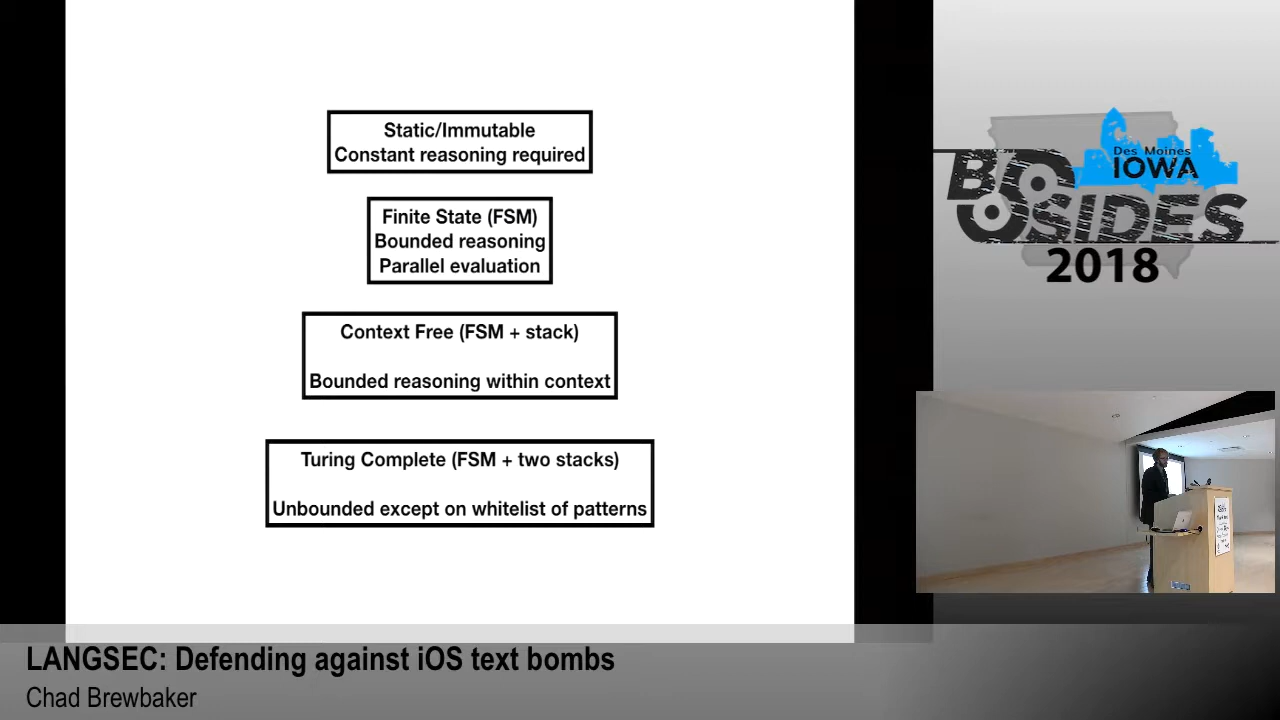 Static/Immutable
Constant reasoning required
Finite State (FSM)
Bounded reasoning
Parallel evaluation
Context Free (FSM + stack)
Bounded reasoning within context
Turing Complete (FSM + two stacks)
Unbounded except on whitelist of patterns
Des Moines
IOWA
BSIDES
2018
LANGSEC: Defending against iOS text bombs
Chad Brewbaker